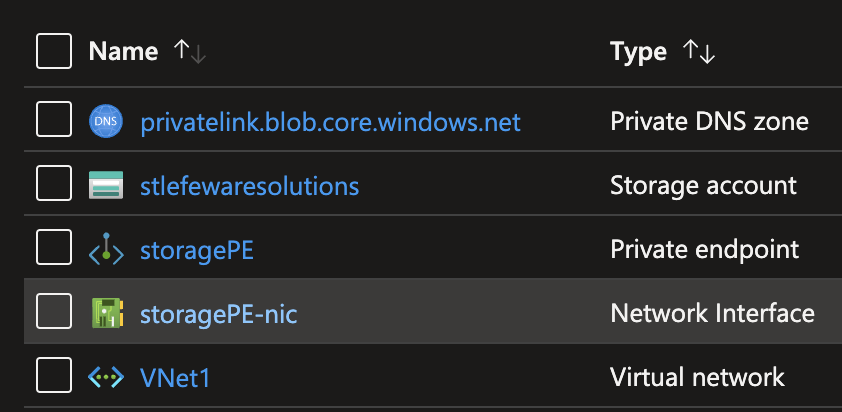 Name ↑↓ Type ↑↓
DNS privatelink.blob.core.windows.net Private DNS zone
stlefewaresolutions Storage account
storagePE Private endpoint
storagePE-nic Network Interface
VNet1 Virtual network